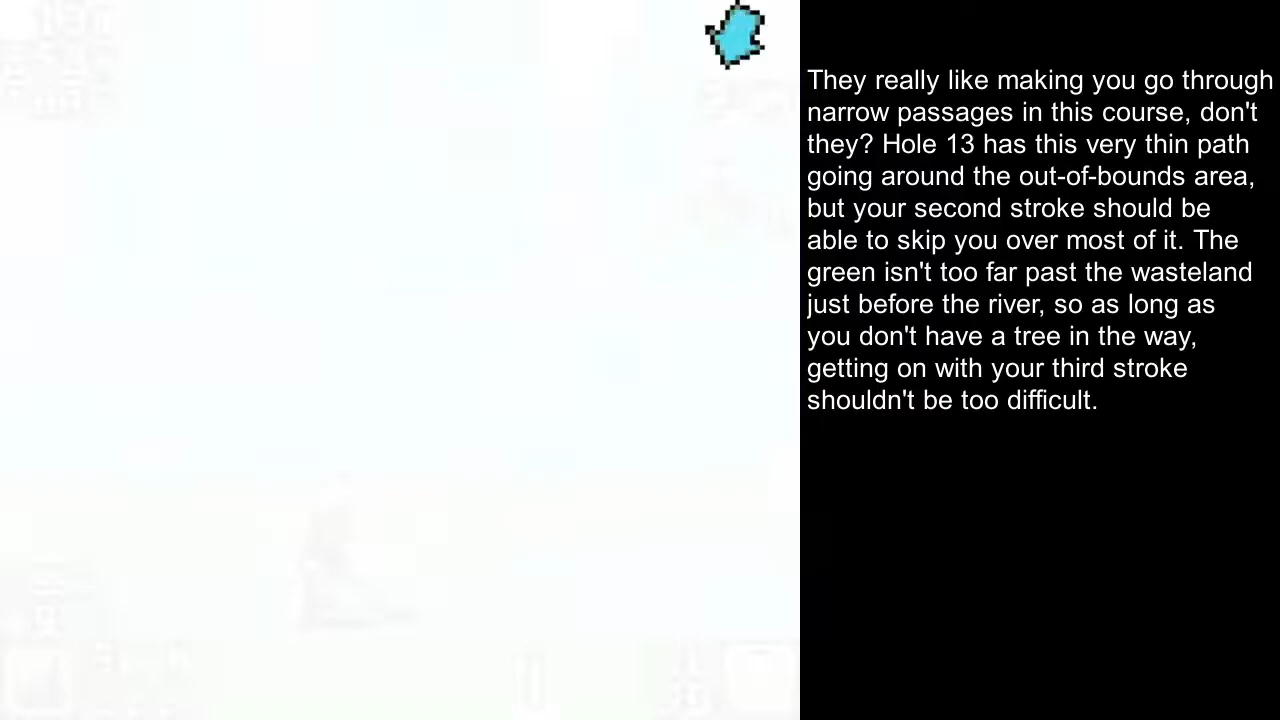 They really like making you go through
narrow passages in this course, don't
they? Hole 13 has this very thin path
going around the out-of-bounds area,
but your second stroke should be
able to skip you over most of it. The
green isn't too far past the wasteland
just before the river, so as long as
you don't have a tree in the way,
getting on with your third stroke
shouldn't be too difficult.